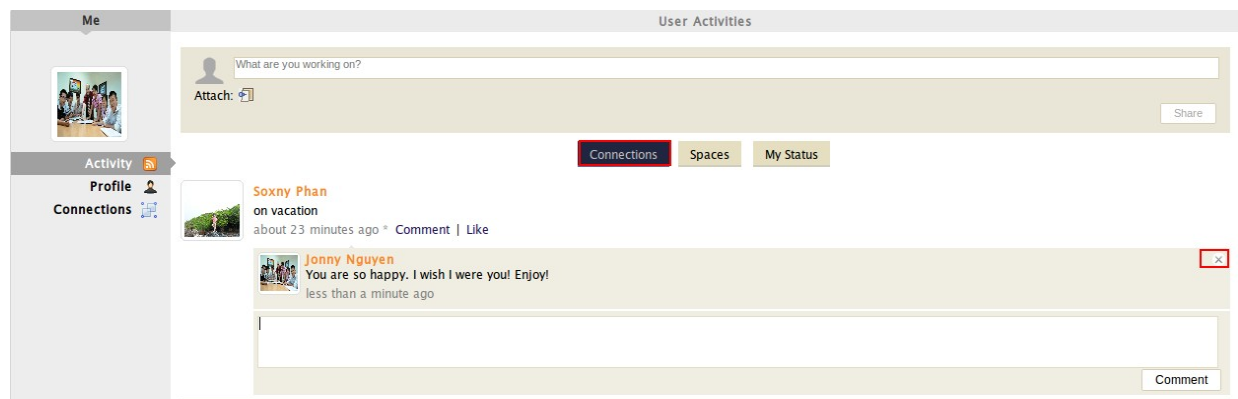 Me
User Activities
What are you working on?
Attach:
Share
Activity
Profile
Connections
Connections Spaces My Status
Soxny Phan
on vacation
about 23 minutes ago * Comment | Like
Jonny Nguyen
You are so happy. I wish I were you! Enjoy!
less than a minute ago
Comment